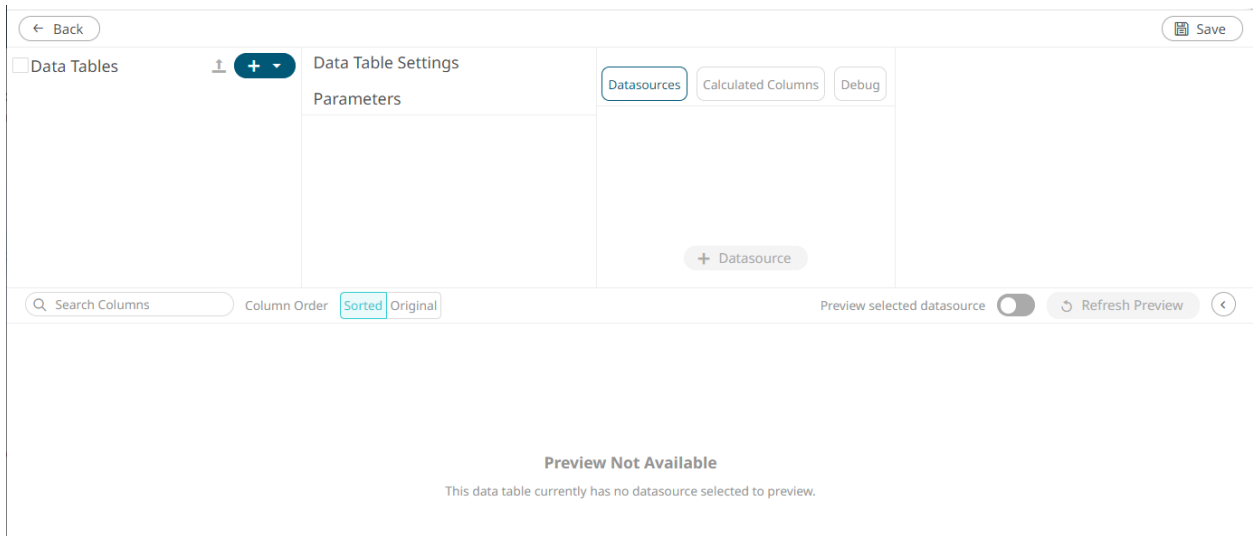 Back
Save
Data Tables
Data Table Settings
Parameters
Datasources
Calculated Columns
Debug
+ Datasource
Search Columns
Column Order
Sorted
Original
Preview selected datasource
Refresh Preview
Preview Not Available
This data table currently has no datasource selected to preview.